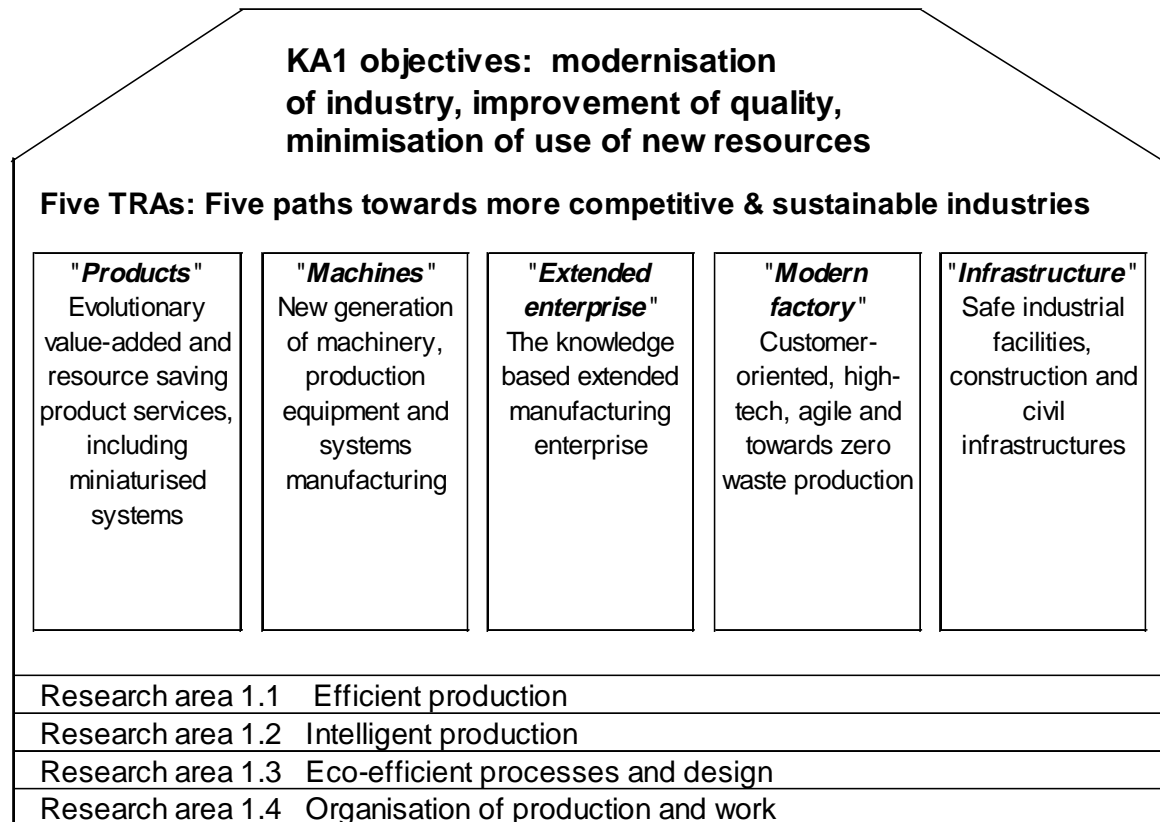 KA1 objectives: modernisation
of industry, improvement of quality,
minimisation of use of new resources
Five TRAs: Five paths towards more competitive & sustainable industries
"Products"
Evolutionary
value-added and
resource saving
product services,
including
miniaturised
systems
"Machines"
New generation
of machinery,
production
equipment and
systems
manufacturing
"Extended
enterprise"
The knowledge
based extended
manufacturing
enterprise
"Modern
factory"
Customer-
oriented, high-
tech, agile and
towards zero
waste production
"Infrastructure"
Safe industrial
facilities,
construction and
civil
infrastructures
Research area 1.1 Efficient production
Research area 1.2 Intelligent production
Research area 1.3 Eco-efficient processes and design
Research area 1.4 Organisation of production and work